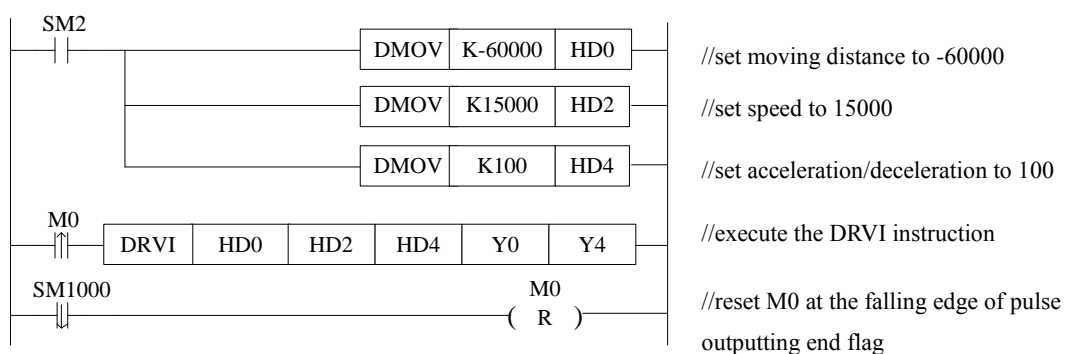 SM2
DMOV K-60000 HD0 //set moving distance to -60000
DMOV K15000 HD2 //set speed to 15000
DMOV K100 HD4 //set acceleration/deceleration to 100
M0
DRVI HD0 HD2 HD4 Y0 Y4 //execute the DRVI instruction
SM1000 M0
( R ) //reset M0 at the falling edge of pulse
outputting end flag